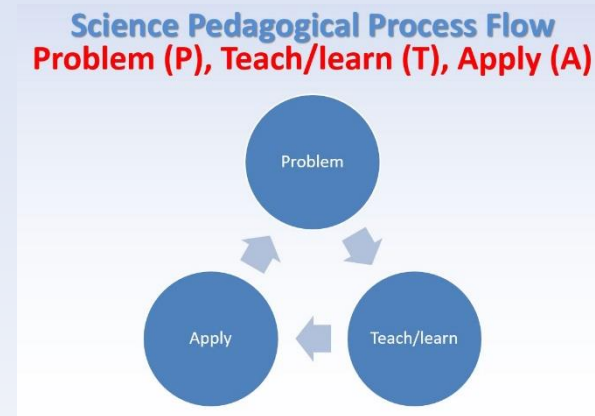 Science Pedagogical Process Flow
Problem (P), Teach/learn (T), Apply (A)
Problem
Teach/learn
Apply